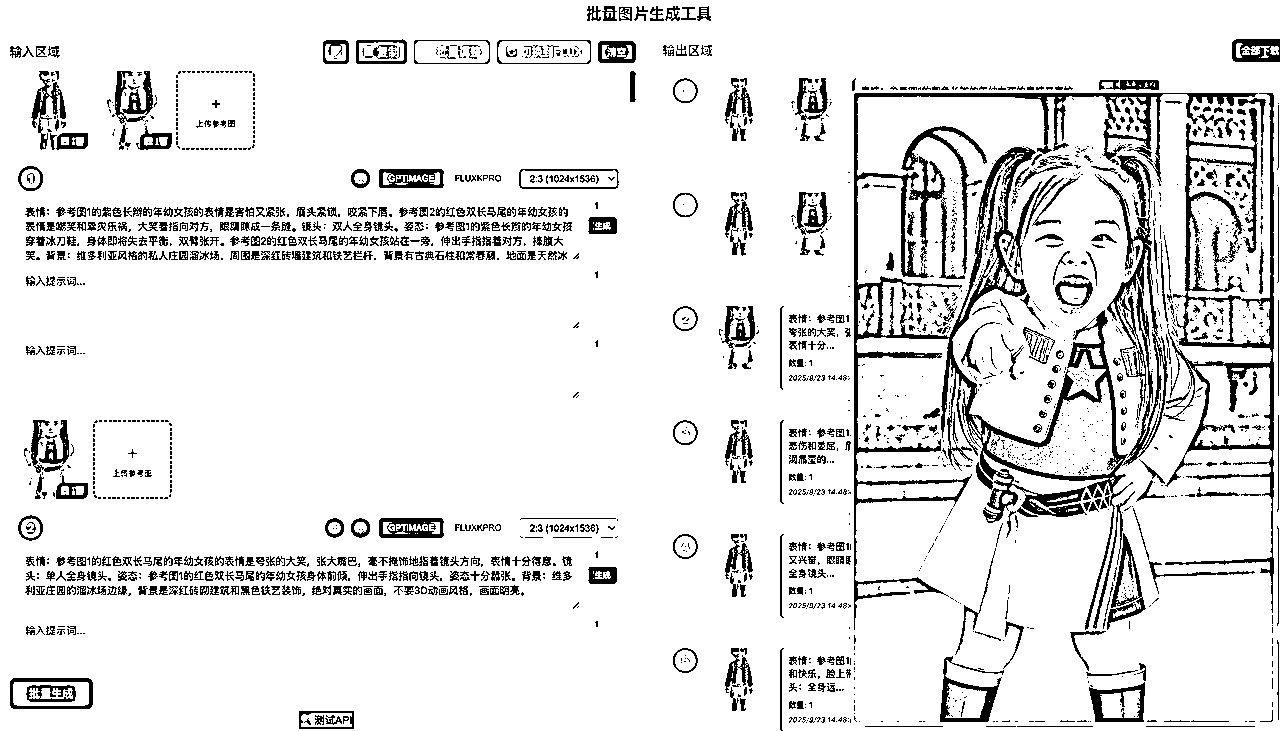 批量图片生成工具
输入区域
清空
输出区域
全部下载
+
上传参考图
GPTIMAGE
FLUXKPRO
2:3 (1024x1536)
表情：参考图1的紫色长辫的年幼女孩的表情是害怕又紧张，眉头紧锁，咬紧下唇。参考图2的红色双长马尾的年幼女孩的
表情是嘲笑和幸灾乐祸，大笑着指向对方，眼睛眯成一条缝。镜头：双人全身镜头。姿态：参考图1的紫色长辫的年幼女孩
穿着冰刀鞋，身体即将失去平衡，双臂张开。参考图2的红色双长马尾的年幼女孩站在一旁，伸出手指指着对方，捧腹大
笑。背景：维多利亚风格的私人庄园溜冰场，周围是深红砖墙建筑和铁艺栏杆，背景有古典石柱和常春藤，地面是天然冰
1
生成
输入提示词...
1
输入提示词...
1
+
上传参考图
2
GPTIMAGE
FLUXKPRO
2:3 (1024x1536)
表情：参考图1的红色双长马尾的年幼女孩的表情是夸张的大笑，张大嘴巴，毫不掩饰地指着镜头方向，表情十分得意。镜
头：单人全身镜头。姿态：参考图1的红色双长马尾的年幼女孩身体前倾，伸出手指指向镜头，姿态十分嚣张。背景：维多
利亚庄园的溜冰场边缘，背景是深红砖砌建筑和黑色铁艺装饰，绝对真实的画面，不要3D动画风格，画面明亮。
1
生成
输入提示词...
1
批量生成
测试API
表情：参考图1
夸张的大笑，张
表情十分...
数量: 1
2025/8/23 14:48:
表情：参考图1
悲伤和委屈，眉
数量: 1
2025/8/23 14:48:
表情：参考图1
又兴奋，眼睛
全身镜头...
数量: 1
2025/8/23 14:48:
表情：参考图1
和快乐，脸上带
头：全身远...
数量: 1
2025/8/23 14:48: